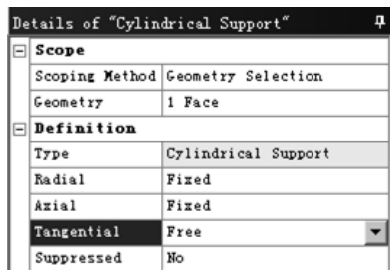 Details of "Cylindrical Support"
Scope
Scoping Method Geometry Selection
Geometry 1 Face
Definition
Type Cylindrical Support
Radial Fixed
Axial Fixed
Tangential Free
Suppressed No